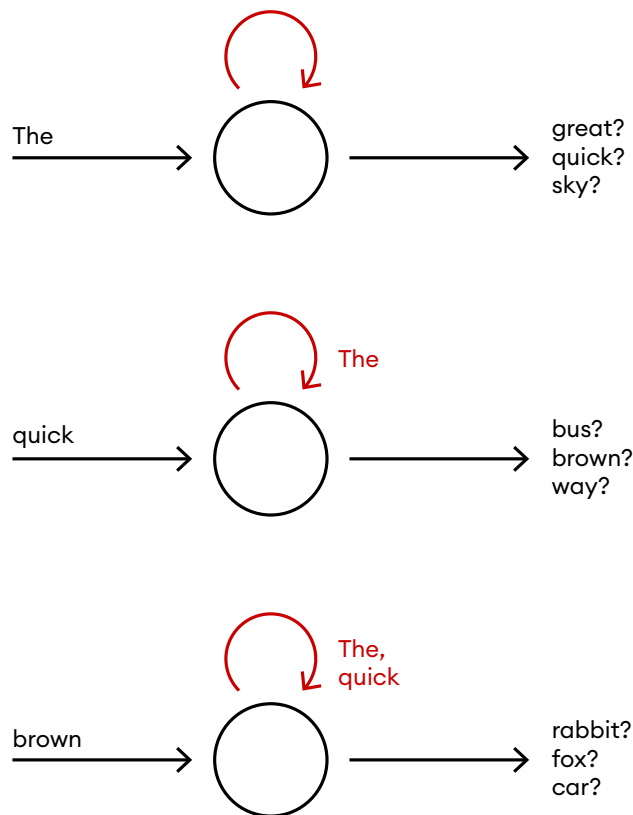 The
great?
quick?
sky?
The
quick
bus?
brown?
way?
The,
quick
brown
rabbit?
fox?
car?